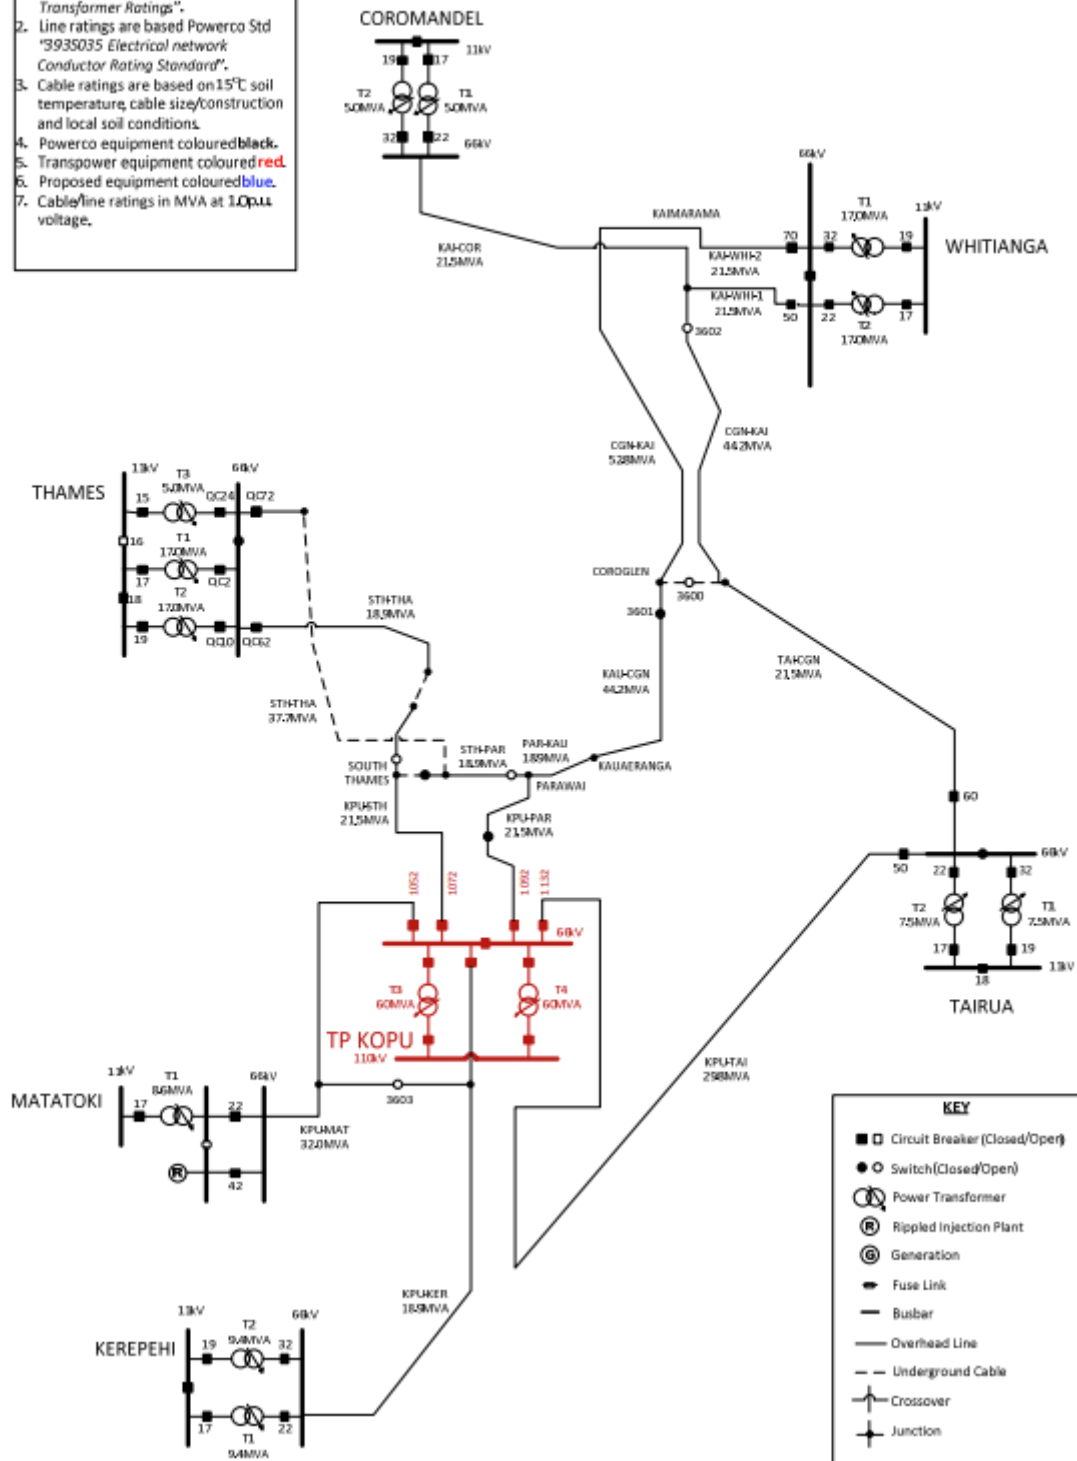 Transformer Ratings".
2. Line ratings are based Powerco Std
"393S035 Electrical network
Conductor Rating Standard".
3. Cable ratings are based on 15°C soil
temperature, cable size/construction
and local soil conditions.
4. Powerco equipment coloured black.
5. Transpower equipment coloured red.
6. Proposed equipment coloured blue.
7. Cable/line ratings in MVA at 1.0p.u.
voltage.
COROMANDEL
11kV
19
17
T2
5.0MVA
T1
5.0MVA
32
22
66kV
KAI-COR
21.5MVA
KAIMARAMA
66kV
T1
17.0MVA
11kV
70
32
19
WHITIANGA
KAI-WHI-2
21.5MVA
KAI-WHI-1
21.5MVA
50
22
17
T2
17.0MVA
3602
CGN-KAI
52.8MVA
CGN-KAI
44.2MVA
THAMES
11kV
T3
5.0MVA
66kV
15
QC24
QC72
16
T1
17.0MVA
17
QC2
18
T2
17.0MVA
19
QC10
QC62
STH-THA
18.9MVA
STH-THA
37.7MVA
COROGLEN
3600
3601
KAU-CGN
44.2MVA
TAI-CGN
21.5MVA
SOUTH
THAMES
STH-PAR
18.9MVA
PAR-KAU
18.9MVA
KAUAERANGA
PARAWAI
KPU-STH
21.5MVA
KPU-PAR
21.5MVA
60
1052
1072
1092
1132
66kV
T3
60MVA
T4
60MVA
TP KOPU
110kV
50
66kV
22
32
T2
7.5MVA
T1
7.5MVA
17
19
18
11kV
TAIRUA
KPU-TAI
29.8MVA
3603
MATATOKI
11kV
T1
8.6MVA
66kV
17
22
R
42
KPU-MAT
32.0MVA
KPU-KER
18.9MVA
KEREPEHI
11kV
T2
9.4MVA
66kV
19
32
17
22
T1
9.4MVA
KEY
Circuit Breaker (Closed/Open)
Switch (Closed/Open)
Power Transformer
R Rippled Injection Plant
G Generation
Fuse Link
Busbar
Overhead Line
Underground Cable
Crossover
Junction